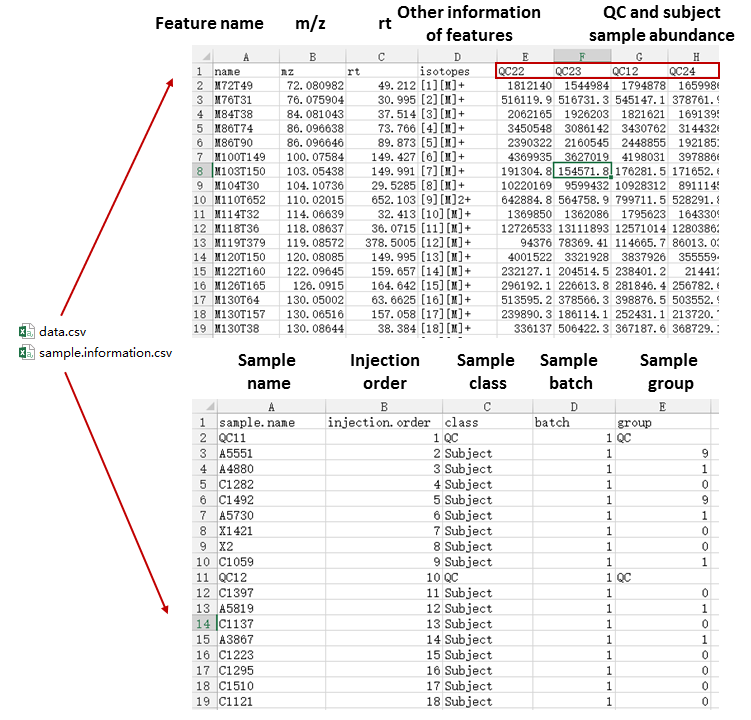 Feature name m/z rt Other information of features QC and subject sample abundance
A B C D E F G H
1 name mz rt isotopes QC22 QC23 QC12 QC24
2 M72T49 72.080982 49.212 [1][M]+ 1812140 1544984 1794878 1659986
3 M76T31 76.075904 30.995 [2][M]+ 516119.9 516731.3 545147.1 378761.9
4 M84T38 84.081043 37.514 [3][M]+ 2062165 1926203 1821621 1691395
5 M86T74 86.096638 73.766 [4][M]+ 3450548 3086142 3430762 3144326
6 M86T90 86.096646 89.873 [5][M]+ 2390322 2160545 2448855 192185
7 M100T149 100.07584 149.427 [6][M]+ 4369935 3627019 4198031 3978866
8 M103T150 103.05438 149.991 [7][M]+ 191304.8 154571.8 176281.5 171652.
9 M104T30 104.10736 29.5285 [8][M]+ 10220169 9599432 10928312 8911145
10 M110T652 110.02015 652.103 [9][M]2+ 642884.8 564758.9 799711.5 528291.
11 M114T32 114.06639 32.413 [10][M]+ 1369850 1362086 1795623 1643309
12 M118T36 118.08637 36.0715 [11][M]+ 12726533 13111893 12571014 12803862
13 M119T379 119.08572 378.5005 [12][M]+ 94376 78369.41 114665.7 86013.03
14 M120T150 120.08085 149.995 [13][M]+ 4001522 3321928 3837926 355559
15 M122T160 122.09645 159.657 [14][M]+ 232127.1 204514.5 238401.2 21441
16 M126T165 126.0915 164.642 [15][M]+ 296192.1 226613.8 281846.4 256782.
17 M130T64 130.05002 63.6625 [16][M]+ 513595.2 378566.3 398876.5 503552.
18 M130T157 130.06516 157.058 [17][M]+ 239890.3 186114.1 252431.1 213720.
19 M130T38 130.08644 38.384 [18][M]+ 336137 506422.3 367187.6 368729.
data.csv
sample.information.csv
Sample name Injection order Sample class Sample batch Sample group
A B C D E
1 sample.name injection.order class batch group
2 QC11 1 QC 1 QC
3 A5551 2 Subject 1 9
4 A4880 3 Subject 1 1
5 C1282 4 Subject 1 0
6 C1492 5 Subject 1 9
7 A5730 6 Subject 1 1
8 X1421 7 Subject 1 0
9 X2 8 Subject 1 0
10 C1059 9 Subject 1 1
11 QC12 10 QC 1 QC
12 C1397 11 Subject 1 0
13 A5819 12 Subject 1 1
14 C1137 13 Subject 1 0
15 A3867 14 Subject 1 1
16 C1223 15 Subject 1 0
17 C1295 16 Subject 1 0
18 C1510 17 Subject 1 0
19 C1121 18 Subject 1 0